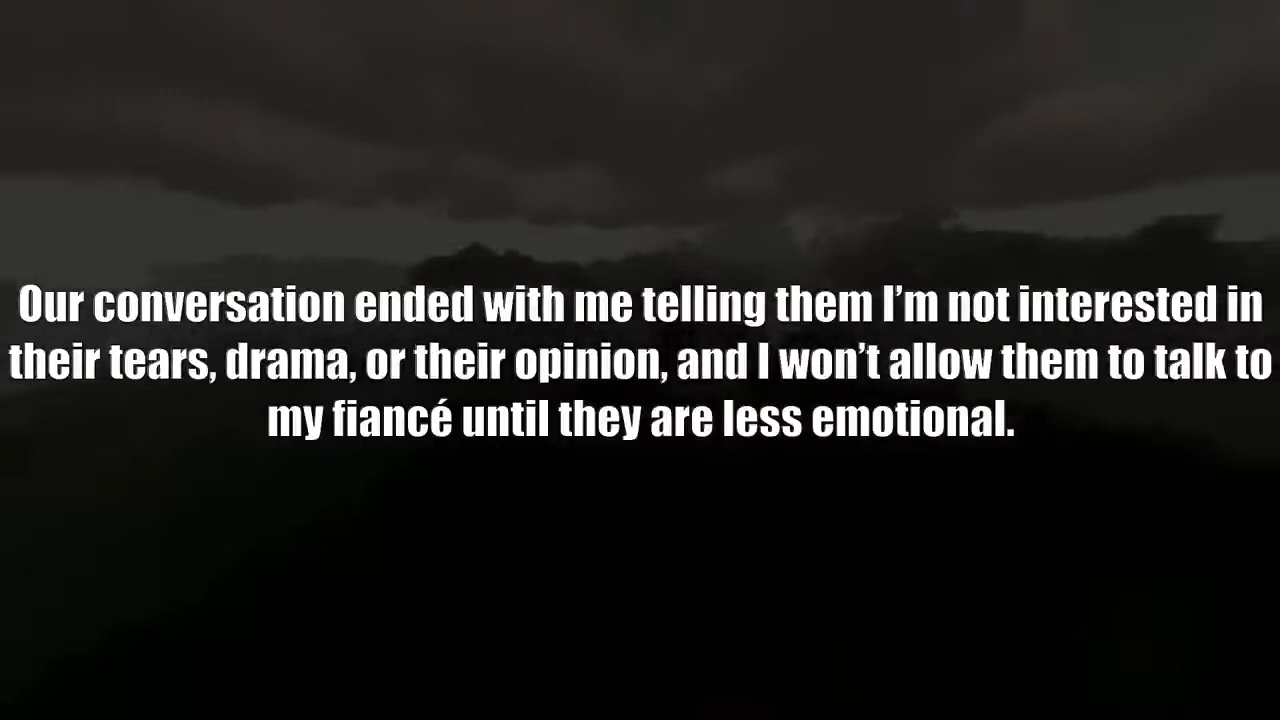 Our conversation ended with me telling them I’m not interested in
their tears, drama, or their opinion, and I won’t allow them to talk to
my fiancé until they are less emotional.